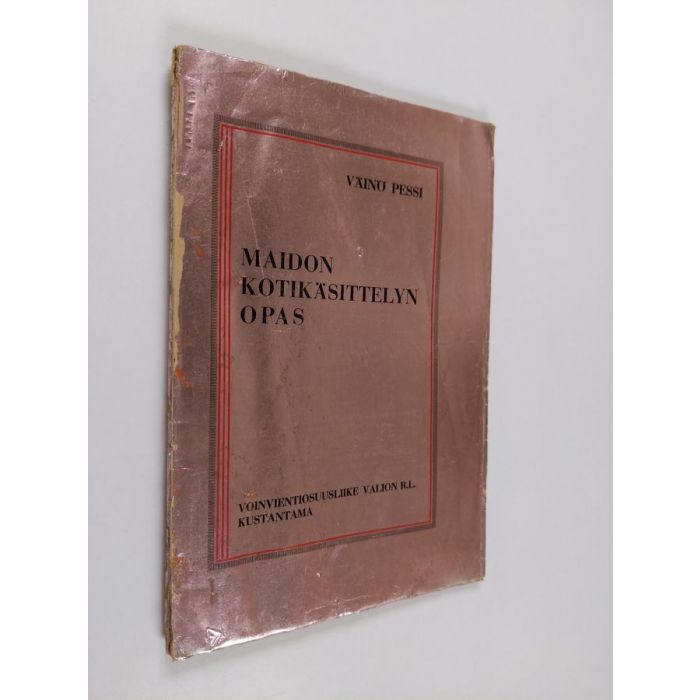 VÄINÖ PESSI
MAIDON
KOTIKÄSITTELYN
OPAS
VOINVIENTIOSUUSLIIKE VALION R.L.
KUSTANTAMA